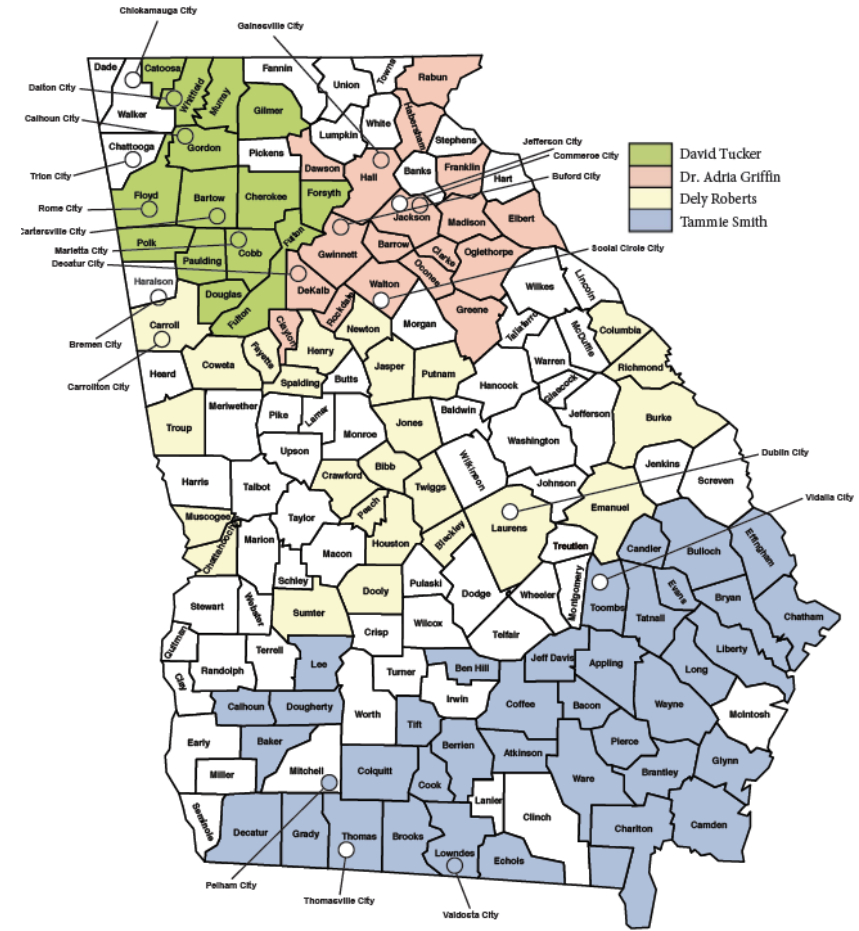 Chickamauga City
Gainesville City
Dade
Catoosa
Fannin
Towns
Rabun
Union
Dalton City
Whitfield
Murray
Gilmer
Walker
White
Habersham
Calhoun City
Lumpkin
Stephens
Chattooga
Gordon
Pickens
Jefferson City
Commerce City
David Tucker
Dawson
Hall
Banks
Franklin
Hart
Dr. Adria Griffin
Trion City
Buford City
Dely Roberts
Floyd
Bartow
Cherokee
Forsyth
Rome City
Jackson
Madison
Elbert
Tammie Smith
Cartersville City
Polk
Marietta City
Cobb
Fulton
Gwinnett
Barrow
Clarke
Oglethorpe
Social Circle City
Decatur City
Paulding
Oconee
Haralson
Douglas
DeKalb
Walton
Wilkes
Lincoln
Rockdale
Greene
Fulton
Carroll
Clayton
Newton
Morgan
Taliaferro
McDuffie
Columbia
Bremen City
Fayette
Henry
Warren
Carrollton City
Heard
Coweta
Spalding
Butts
Jasper
Putnam
Hancock
Glascock
Richmond
Troup
Meriwether
Pike
Lamar
Monroe
Jones
Baldwin
Jefferson
Burke
Washington
Upson
Dublin City
Harris
Talbot
Crawford
Bibb
Twiggs
Wilkinson
Johnson
Jenkins
Screven
Vidalia City
Muscogee
Taylor
Peach
Laurens
Emanuel
Chattahoochee
Marion
Macon
Houston
Bleckley
Treutlen
Candler
Bulloch
Effingham
Schley
Stewart
Webster
Sumter
Dooly
Pulaski
Dodge
Wheeler
Montgomery
Toombs
Evans
Bryan
Tatnall
Chatham
Quitman
Crisp
Wilcox
Telfair
Randolph
Terrell
Lee
Turner
Ben Hill
Jeff Davis
Appling
Liberty
Long
Clay
Irwin
Calhoun
Dougherty
Worth
Tift
Coffee
Bacon
Wayne
McIntosh
Early
Baker
Berrien
Atkinson
Pierce
Miller
Mitchell
Colquitt
Cook
Ware
Brantley
Glynn
Lanier
Clinch
Seminole
Decatur
Grady
Thomas
Brooks
Lowndes
Echols
Charlton
Camden
Pelham City
Thomasville City
Valdosta City